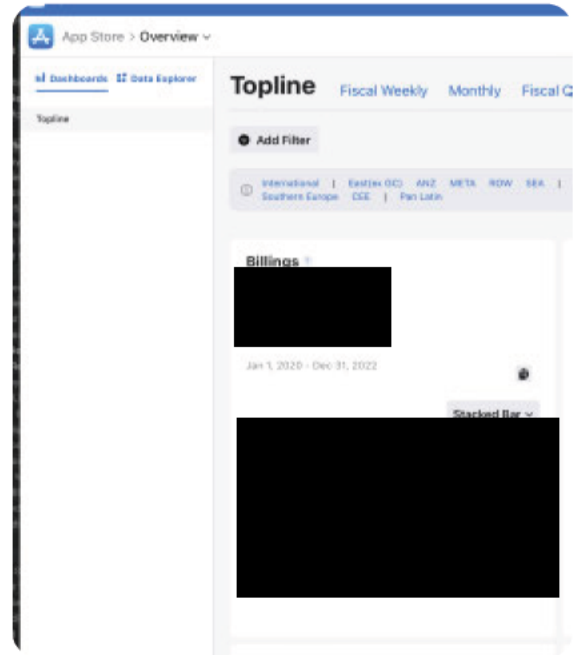 App Store > Overview
Dashboards Data Explorer
Topline
Topline Fiscal Weekly Monthly Fiscal Q
Add Filter
International | East(ex GC) ANZ META ROW SEA |
Southern Europe CEE | Pan Latin
Billings
Jan 1, 2020 - Dec 31, 2022
Stacked Bar